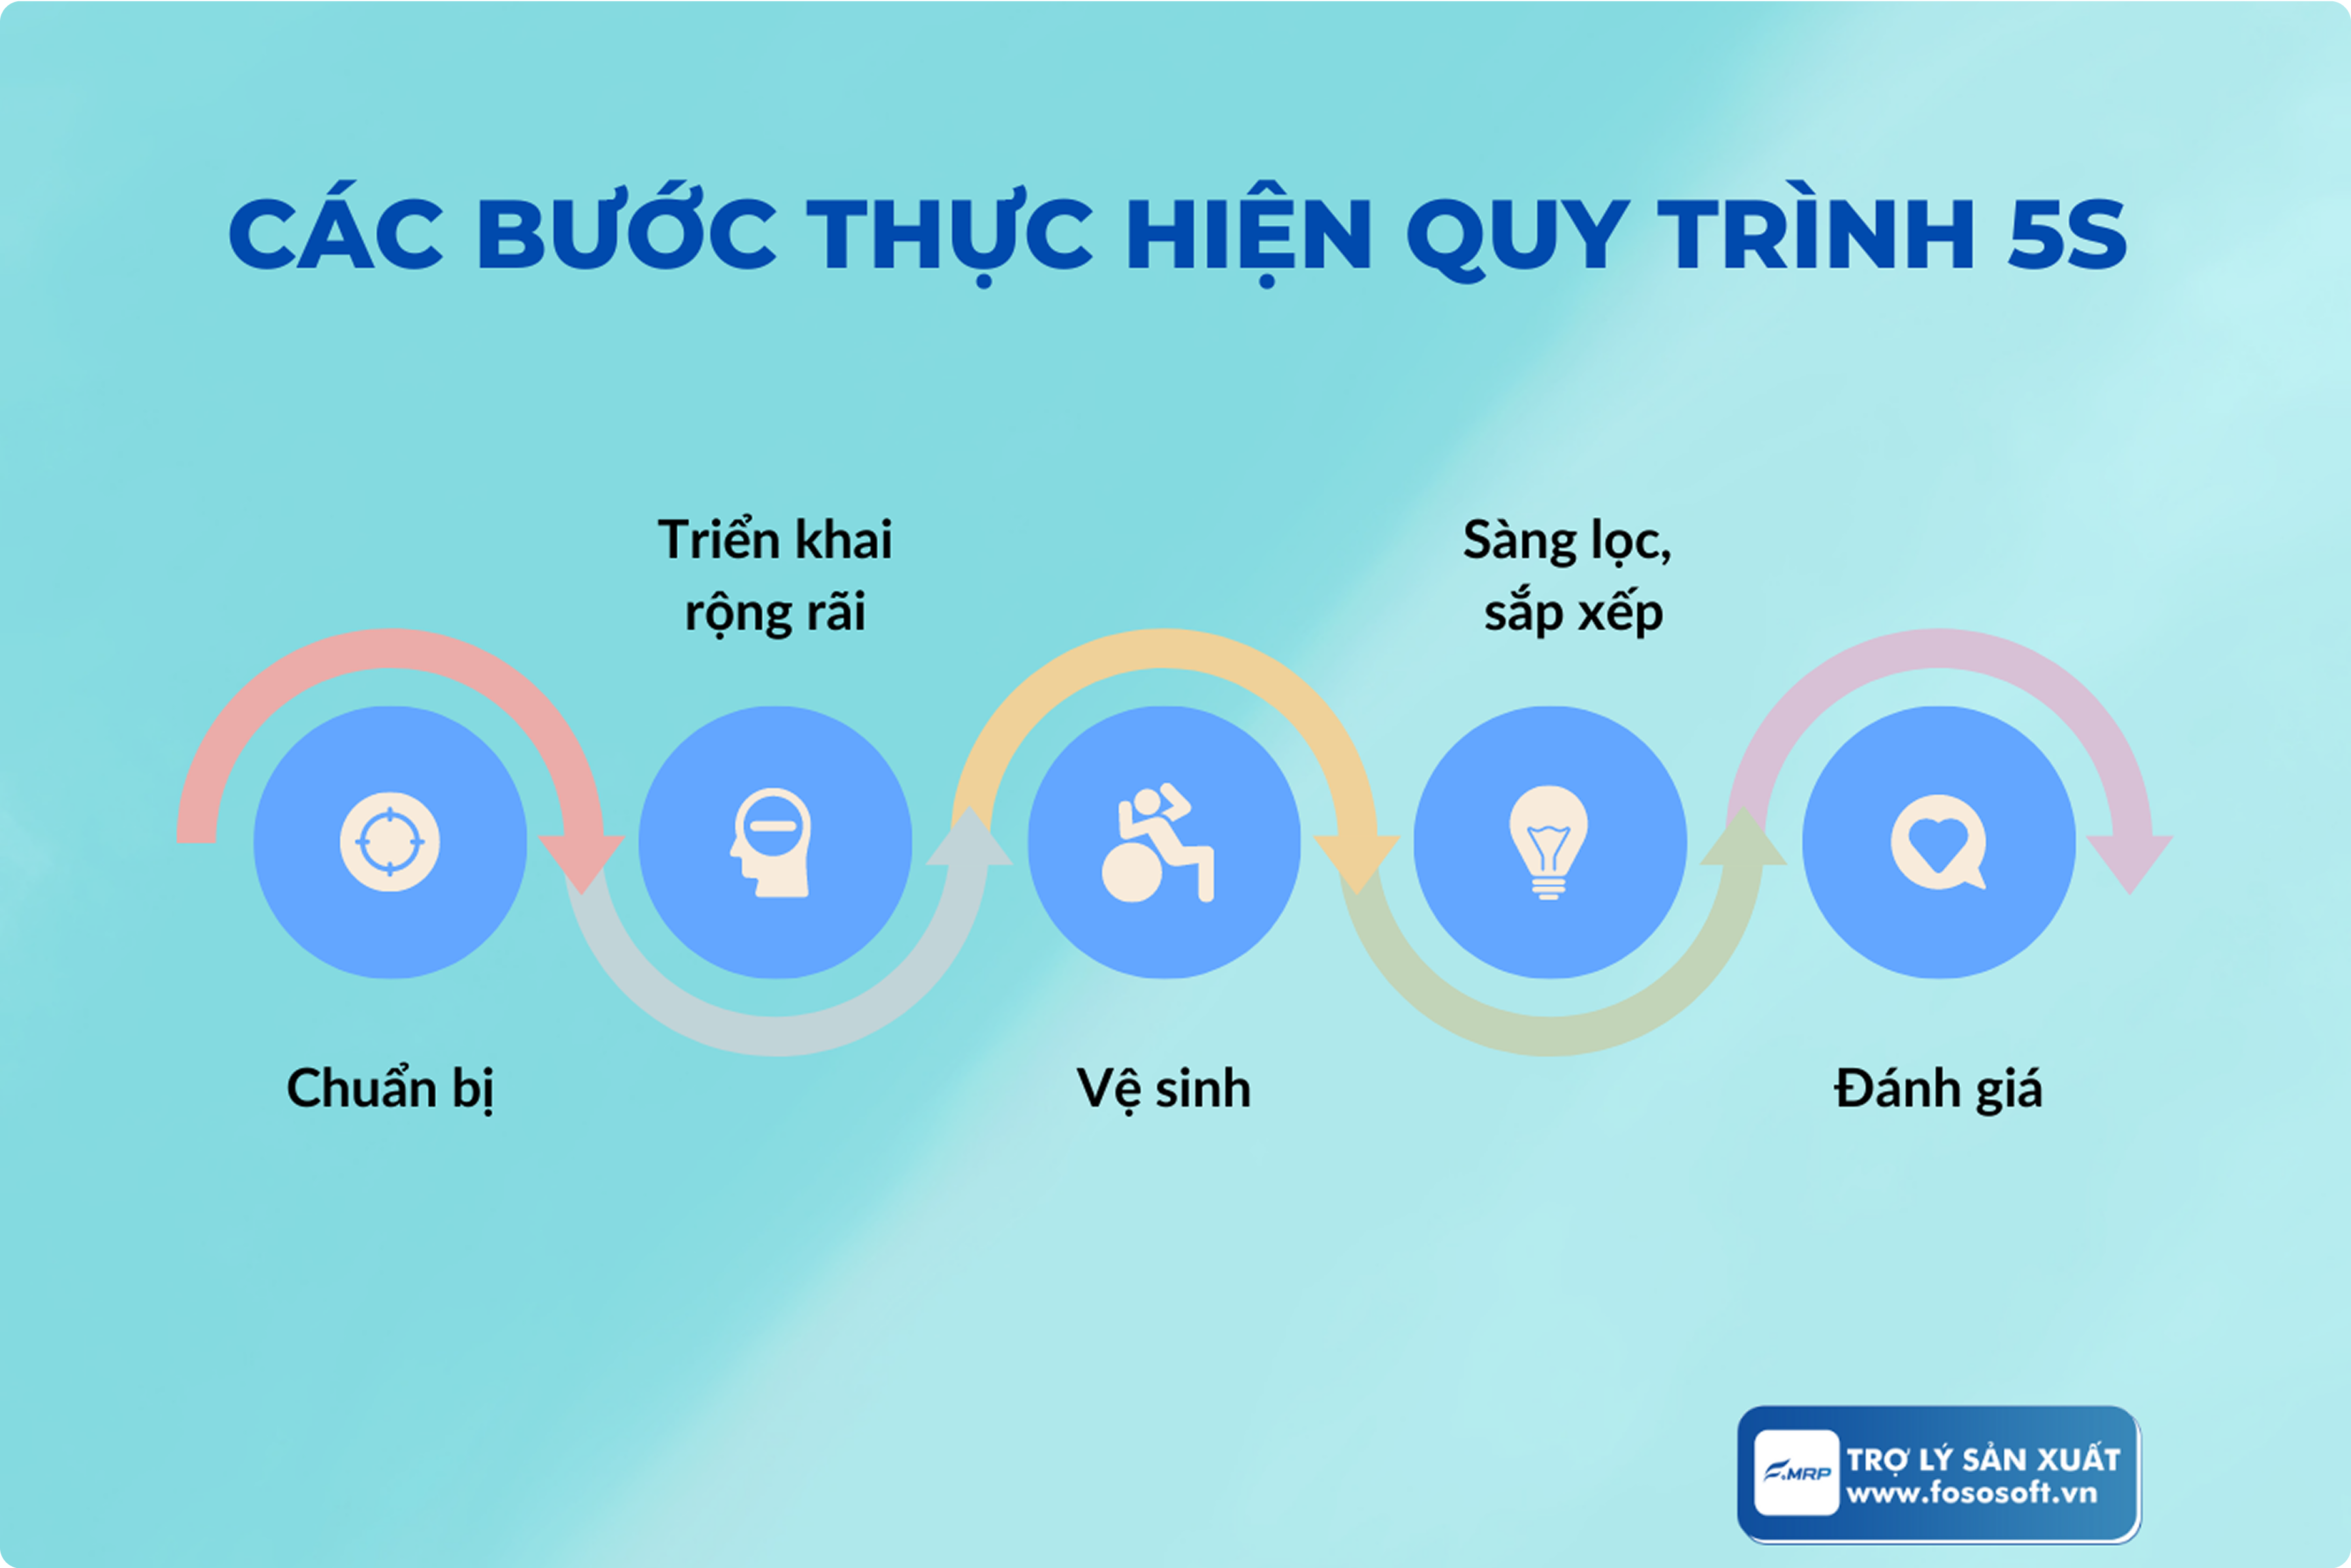 CÁC BƯỚC THỰC HIỆN QUY TRÌNH 5S
Chuẩn bị
Triển khai
rộng rãi
Vệ sinh
Sàng lọc,
sắp xếp
Đánh giá
F.MRP
TRỢ LÝ SẢN XUẤT
www.fososoft.vn